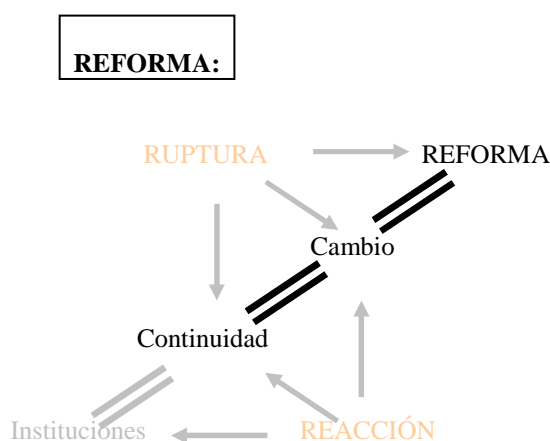 REFORMA:
RUPTURA
REFORMA
Cambio
Continuidad
Instituciones
REACCIÓN